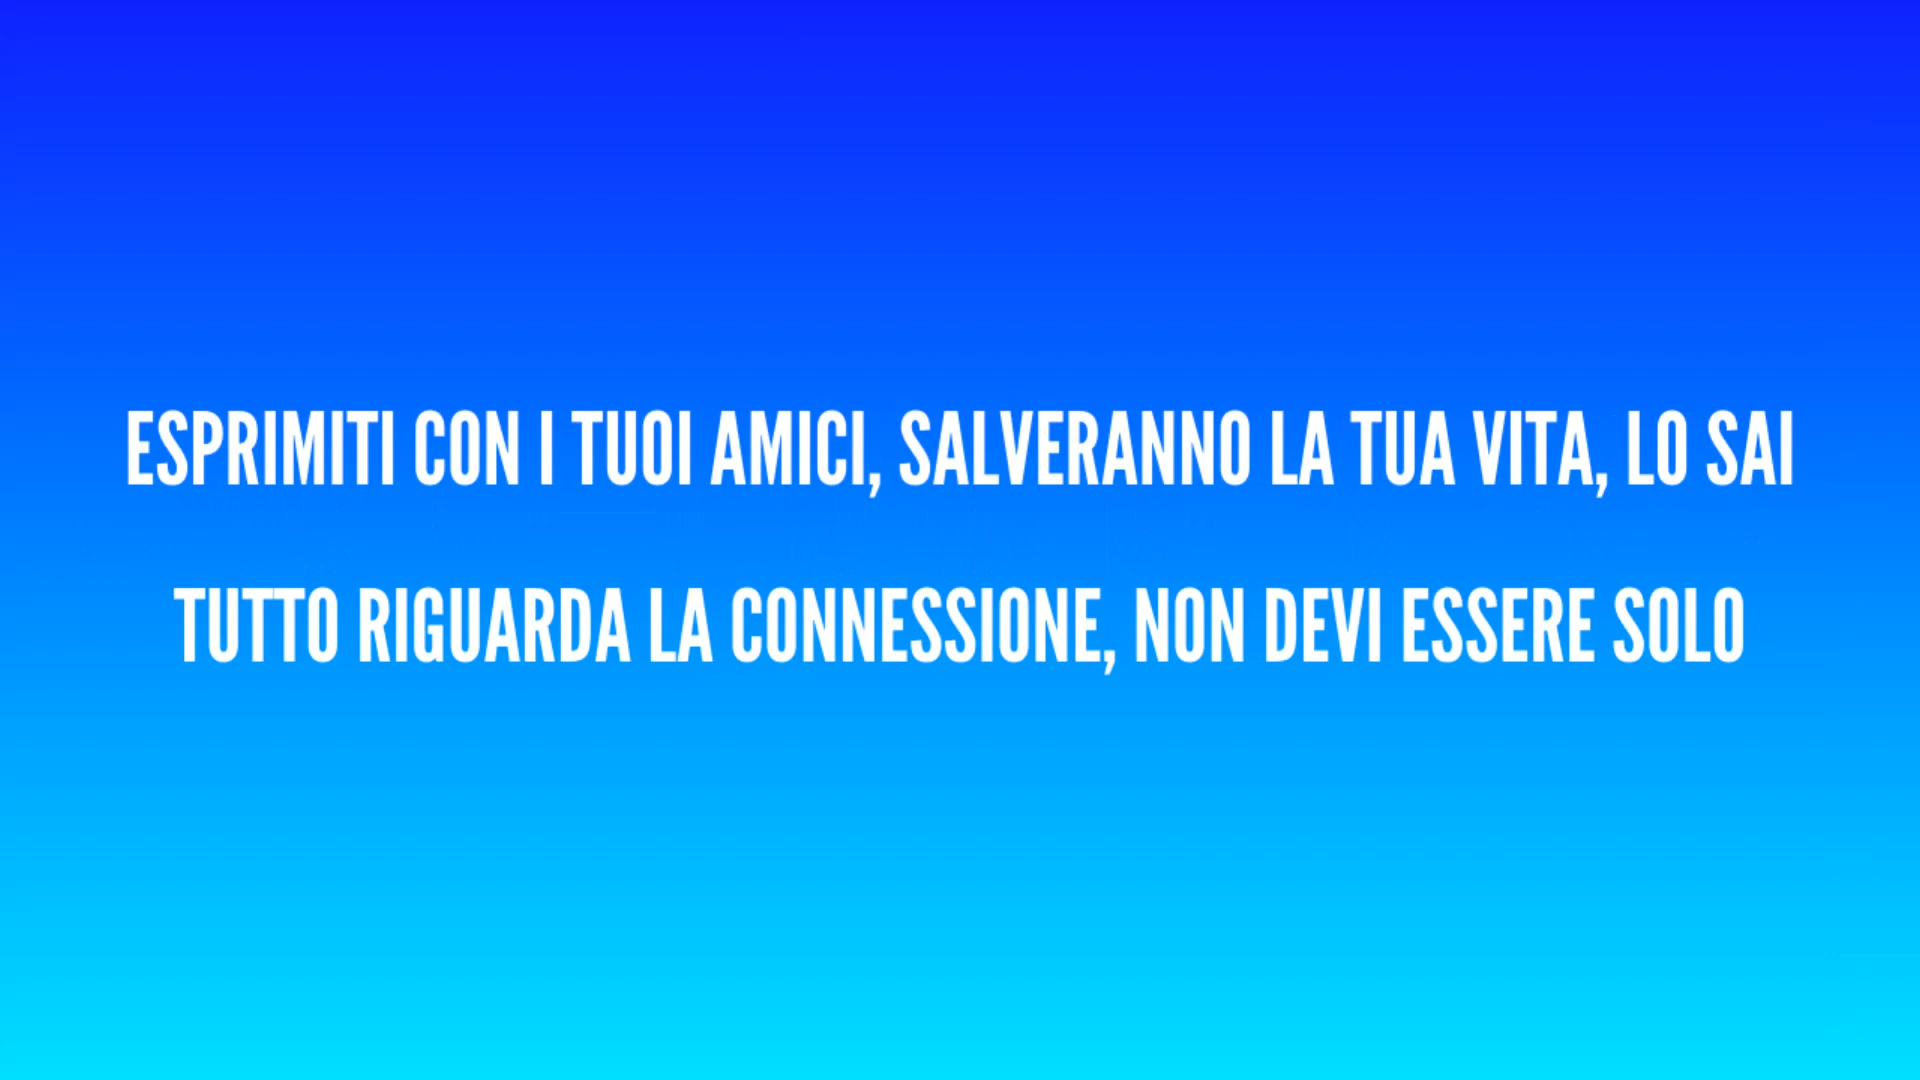 ESPRIMITI CON I TUOI AMICI, SALVERANNO LA TUA VITA, LO SAI
TUTTO RIGUARDA LA CONNESSIONE, NON DEVI ESSERE SOLO